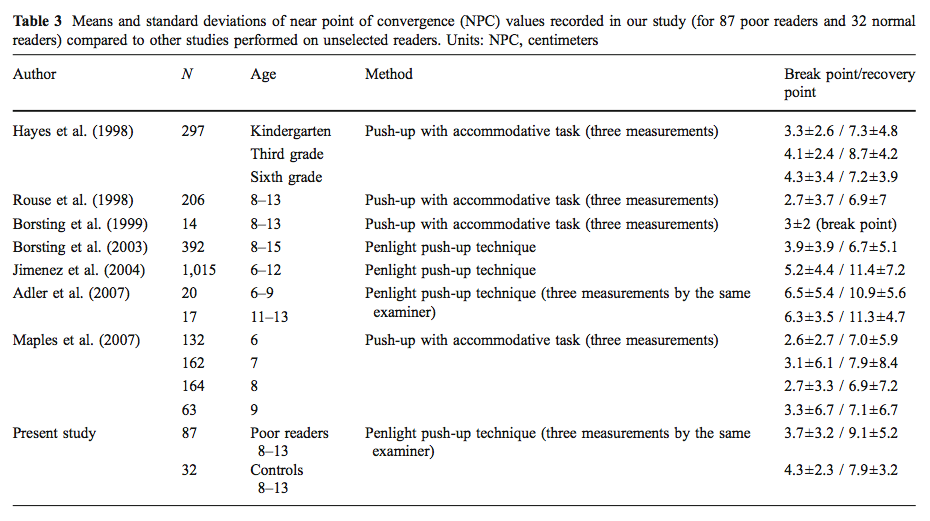 Table 3 Means and standard deviations of near point of convergence (NPC) values recorded in our study (for 87 poor readers and 32 normal
readers) compared to other studies performed on unselected readers. Units: NPC, centimeters
Author N Age Method Break point/recovery
point
Hayes et al. (1998) 297 Kindergarten Push-up with accommodative task (three measurements) 3.3±2.6 / 7.3±4.8
Third grade 4.1±2.4 / 8.7±4.2
Sixth grade 4.3±3.4 / 7.2±3.9
Rouse et al. (1998) 206 8–13 Push-up with accommodative task (three measurements) 2.7±3.7 / 6.9±7
Borsting et al. (1999) 14 8–13 Push-up with accommodative task (three measurements) 3±2 (break point)
Borsting et al. (2003) 392 8–15 Penlight push-up technique 3.9±3.9 / 6.7±5.1
Jimenez et al. (2004) 1,015 6–12 Penlight push-up technique 5.2±4.4 / 11.4±7.2
Adler et al. (2007) 20 6–9 Penlight push-up technique (three measurements by the same 6.5±5.4 / 10.9±5.6
17 11–13 examiner) 6.3±3.5 / 11.3±4.7
Maples et al. (2007) 132 6 Push-up with accommodative task (three measurements) 2.6±2.7 / 7.0±5.9
162 7 3.1±6.1 / 7.9±8.4
164 8 2.7±3.3 / 6.9±7.2
63 9 3.3±6.7 / 7.1±6.7
Present study 87 Poor readers Penlight push-up technique (three measurements by the same 3.7±3.2 / 9.1±5.2
8–13 examiner)
32 Controls 4.3±2.3 / 7.9±3.2
8–13